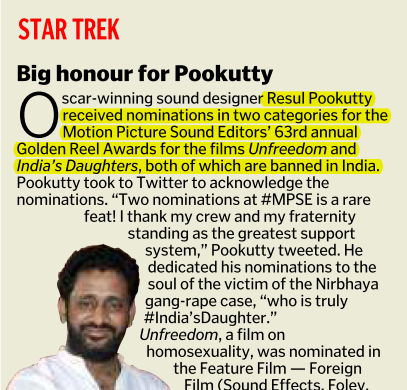 STAR TREK
Big honour for Pookutty
Oscar-winning sound designer Resul Pookutty
received nominations in two categories for the
Motion Picture Sound Editors' 63rd annual
Golden Reel Awards for the films Unfreedom and
India's Daughters, both of which are banned in India.
Pookutty took to Twitter to acknowledge the
nominations. “Two nominations at #MPSE is a rare
feat! I thank my crew and my fraternity
standing as the greatest support
system,” Pookutty tweeted. He
dedicated his nominations to the
soul of the victim of the Nirbhaya
gang-rape case, “who is truly
#India'sDaughter.”
Unfreedom, a film on
homosexuality, was nominated in
the Feature Film — Foreign
Film (Sound Effects, Foley,